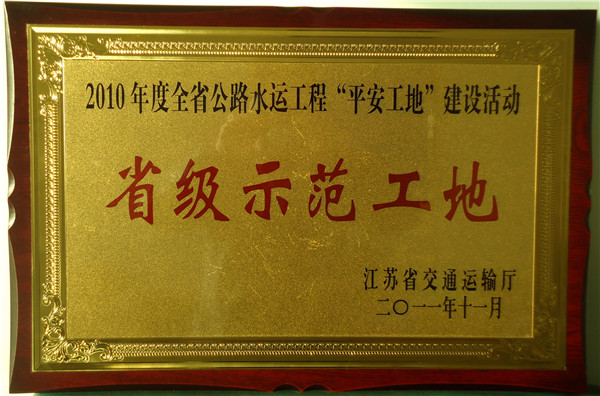 2010年度全省公路水运工程“平安工地”建设活动
省级示范工地
江苏省交通运输厅
二〇一一年十一月